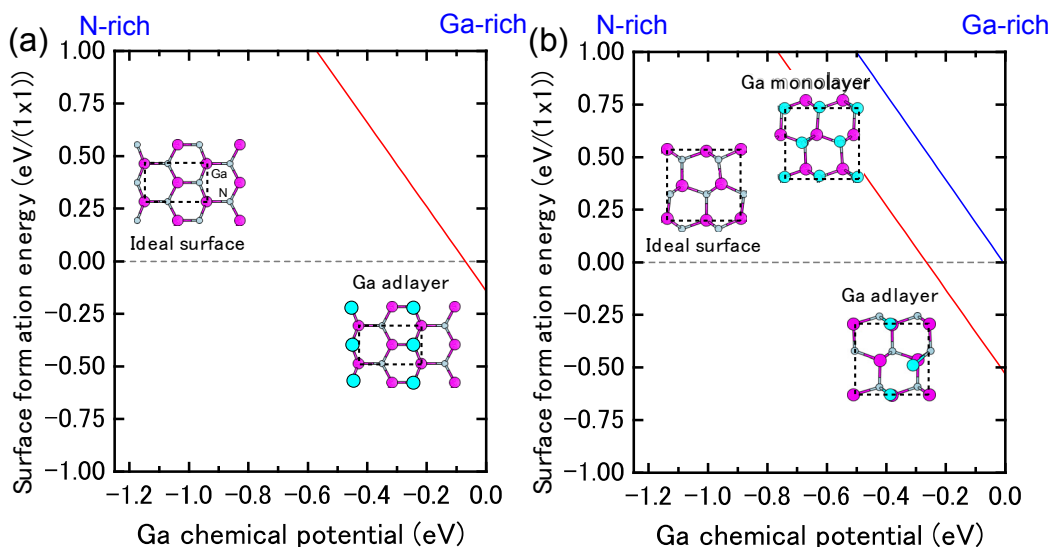 N-rich
Ga-rich
(a)
Surface formation energy (eV/(1x1))
1.00
0.75
0.50
0.25
0.00
−0.25
−0.50
−0.75
−1.00
Ga
N
Ideal surface
Ga adlayer
−1.2
−1.0
−0.8
−0.6
−0.4
−0.2
0.0
Ga chemical potential (eV)
N-rich
Ga-rich
(b)
Surface formation energy (eV/(1x1))
1.00
0.75
0.50
0.25
0.00
−0.25
−0.50
−0.75
−1.00
Ga monolayer
Ideal surface
Ga adlayer
−1.2
−1.0
−0.8
−0.6
−0.4
−0.2
0.0
Ga chemical potential (eV)